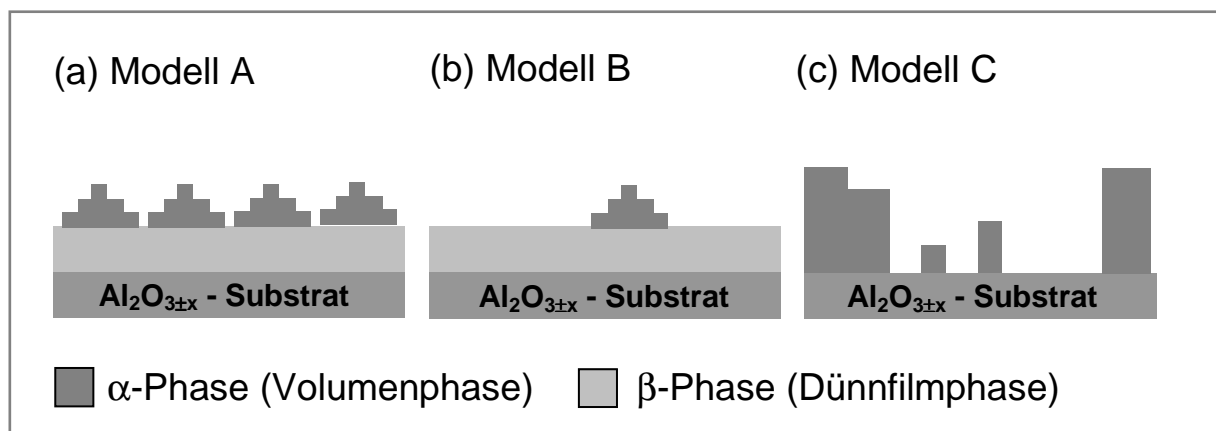 (a) Modell A
(b) Modell B
(c) Modell C
Al₂O₃±ₓ - Substrat
Al₂O₃±ₓ - Substrat
Al₂O₃±ₓ - Substrat
α-Phase (Volumenphase)
β-Phase (Dünnfilmphase)